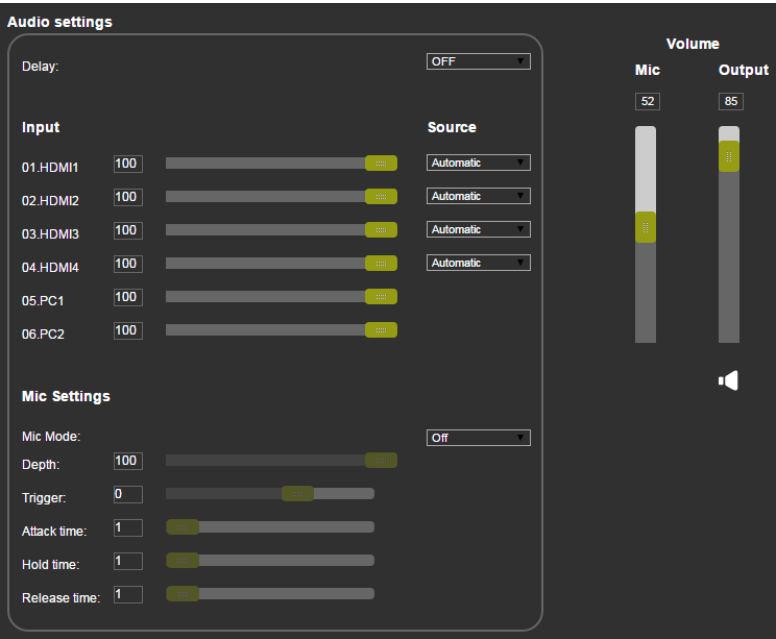 Audio settings
Delay: OFF
Input Source
01.HDMI1 100 Automatic
02.HDMI2 100 Automatic
03.HDMI3 100 Automatic
04.HDMI4 100 Automatic
05.PC1 100
06.PC2 100
Mic Settings
Mic Mode: Off
Depth: 100
Trigger: 0
Attack time: 1
Hold time: 1
Release time: 1
Volume
Mic Output
52 85